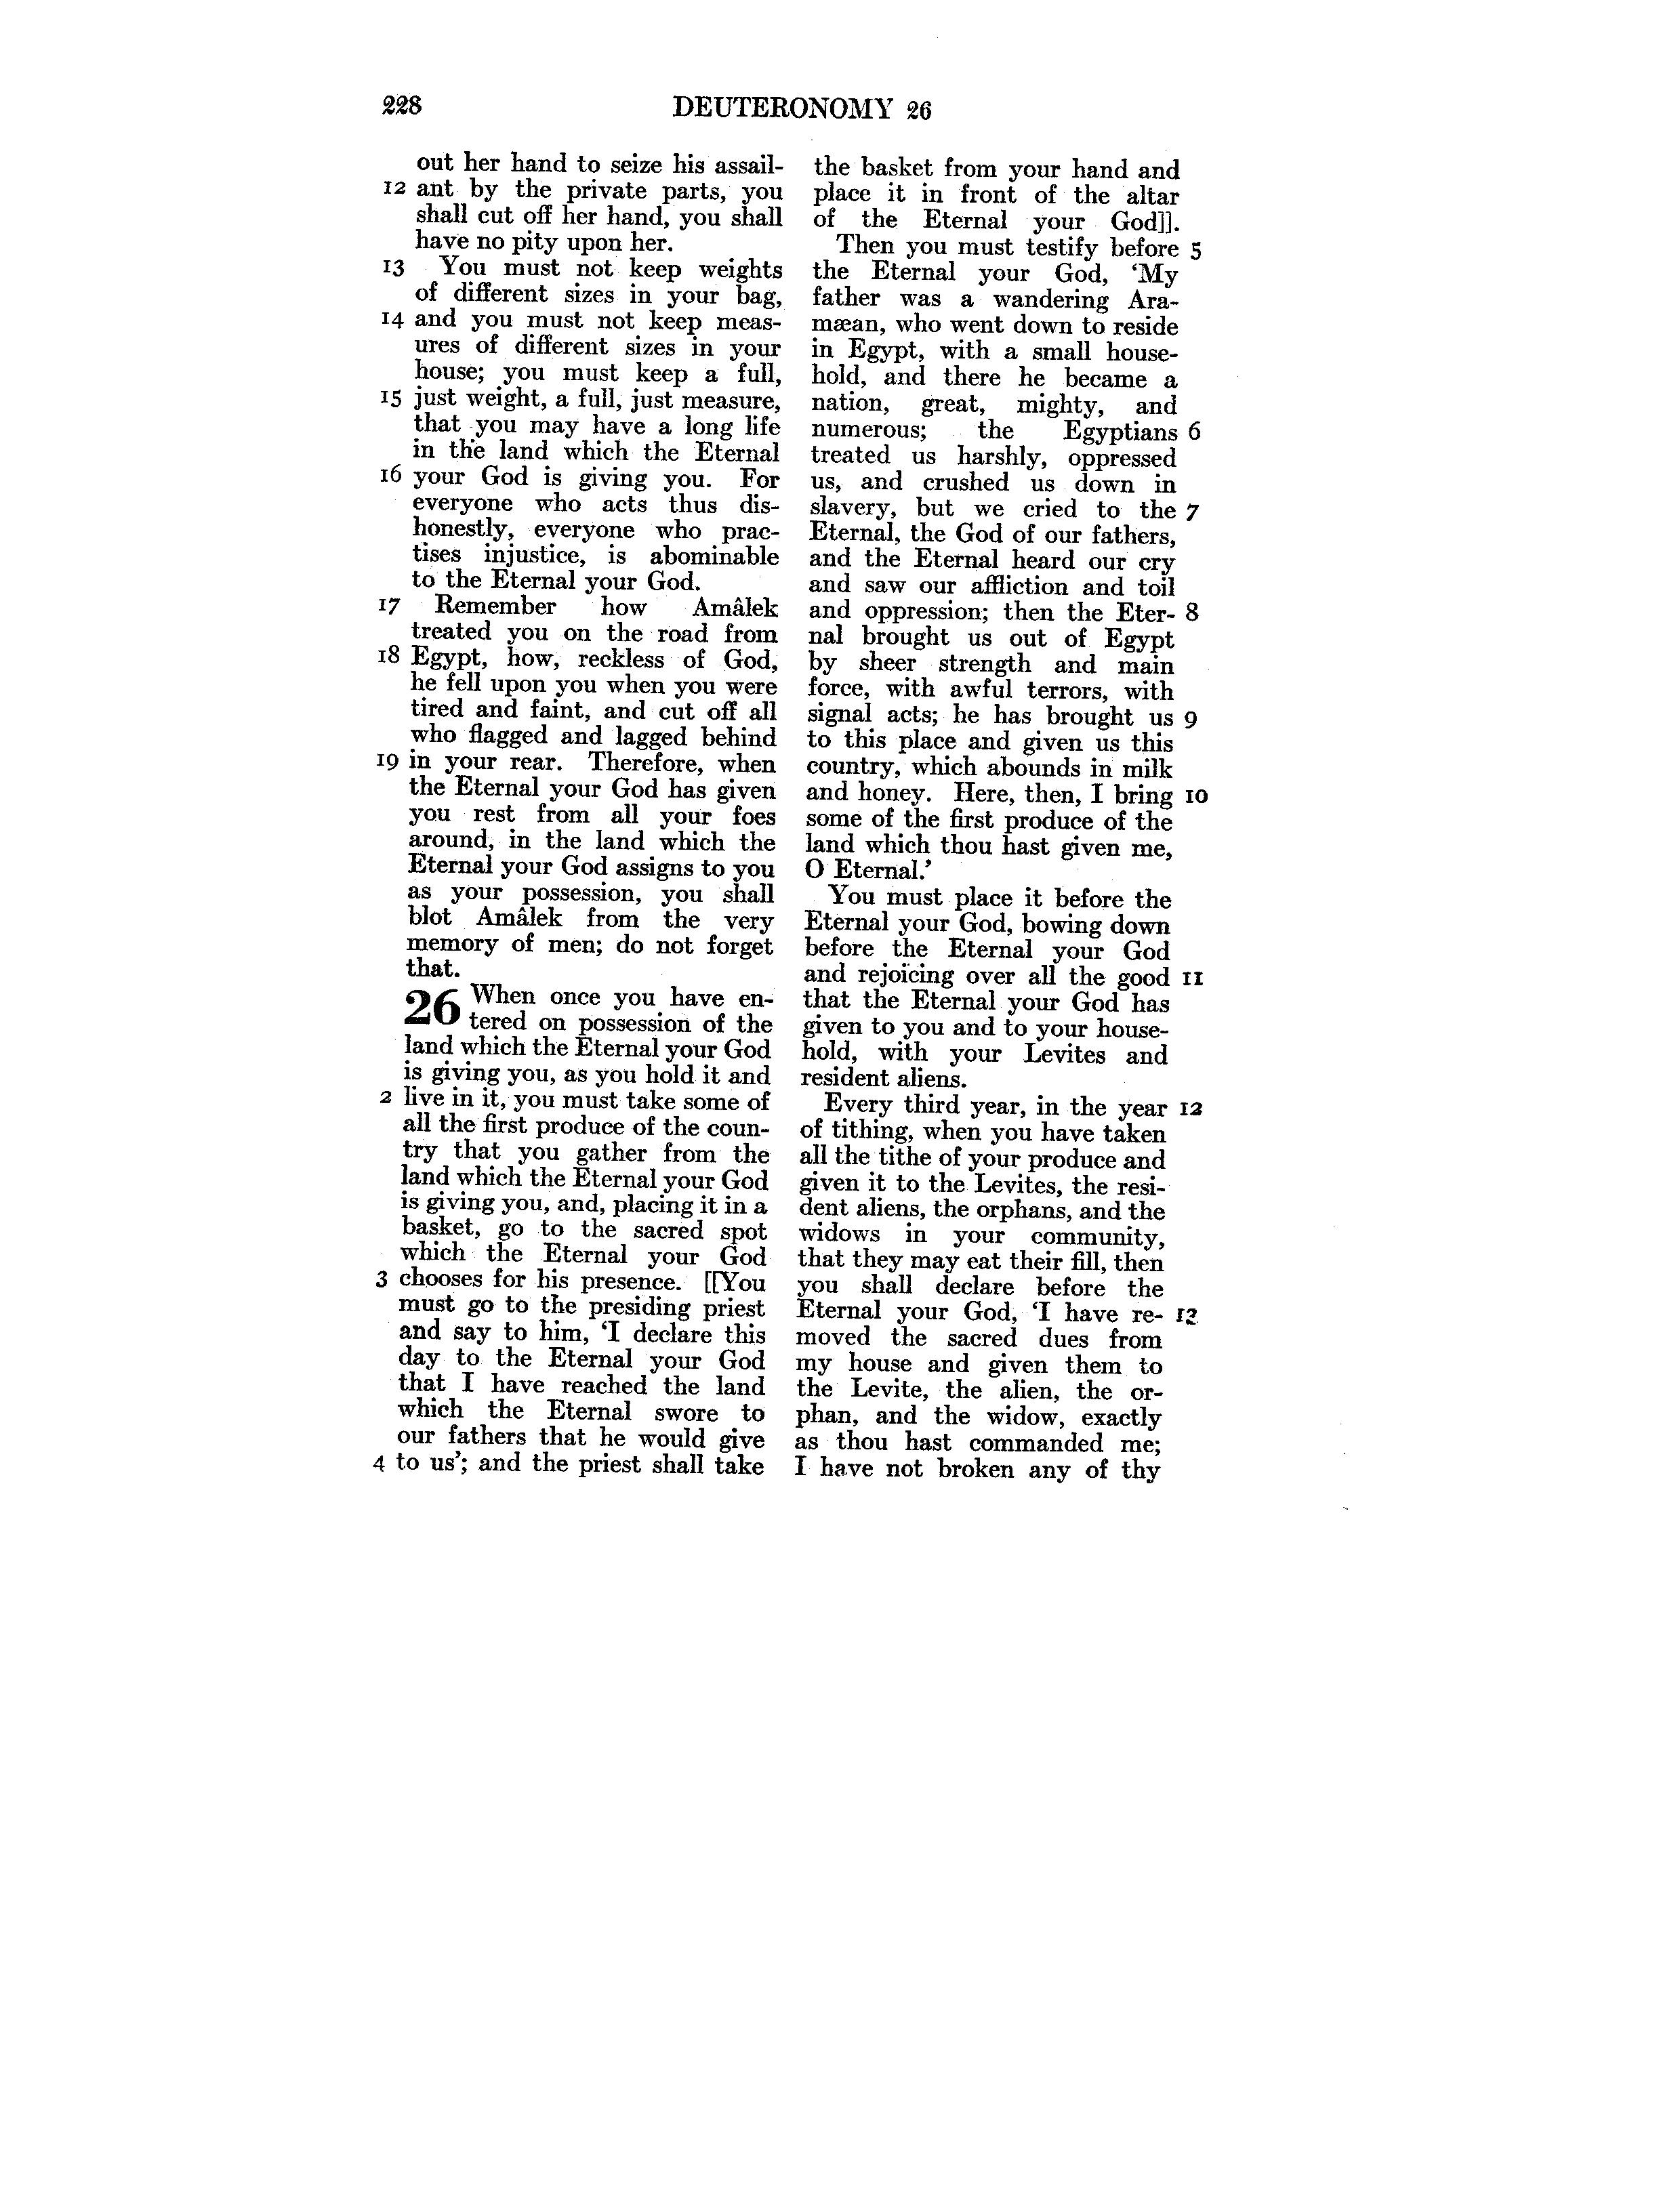 228
DEUTERONOMY 26
out her hand to seize his assail-
12 ant by the private parts, you
shall cut off her hand, you shall
have no pity upon her.
13 You must not keep weights
of different sizes in your bag,
14 and you must not keep meas-
ures of different sizes in your
house; you must keep a full,
15 just weight, a full, just measure,
that you may have a long life
in the land which the Eternal
16 your God is giving you. For
everyone who acts thus dis-
honestly, everyone who prac-
tises injustice, is abominable
to the Eternal your God.
17 Remember how Amâlek
treated you on the road from
18 Egypt, how, reckless of God,
he fell upon you when you were
tired and faint, and cut off all
who flagged and lagged behind
19 in your rear. Therefore, when
the Eternal your God has given
you rest from all your foes
around, in the land which the
Eternal your God assigns to you
as your possession, you shall
blot Amâlek from the very
memory of men; do not forget
that.
26 When once you have en-
tered on possession of the
land which the Eternal your God
is giving you, as you hold it and
2 live in it, you must take some of
all the first produce of the coun-
try that you gather from the
land which the Eternal your God
is giving you, and, placing it in a
basket, go to the sacred spot
which the Eternal your God
3 chooses for his presence. [[You
must go to the presiding priest
and say to him, ‘I declare this
day to the Eternal your God
that I have reached the land
which the Eternal swore to
our fathers that he would give
4 to us’; and the priest shall take
the basket from your hand and
place it in front of the altar
of the Eternal your God]].
Then you must testify before 5
the Eternal your God, ‘My
father was a wandering Ara-
mæan, who went down to reside
in Egypt, with a small house-
hold, and there he became a
nation, great, mighty, and
numerous; the Egyptians 6
treated us harshly, oppressed
us, and crushed us down in
slavery, but we cried to the 7
Eternal, the God of our fathers,
and the Eternal heard our cry
and saw our affliction and toil
and oppression; then the Eter- 8
nal brought us out of Egypt
by sheer strength and main
force, with awful terrors, with
signal acts; he has brought us 9
to this place and given us this
country, which abounds in milk
and honey. Here, then, I bring 10
some of the first produce of the
land which thou hast given me,
O Eternal.’
You must place it before the
Eternal your God, bowing down
before the Eternal your God
and rejoicing over all the good 11
that the Eternal your God has
given to you and to your house-
hold, with your Levites and
resident aliens.
Every third year, in the year 12
of tithing, when you have taken
all the tithe of your produce and
given it to the Levites, the resi-
dent aliens, the orphans, and the
widows in your community,
that they may eat their fill, then
you shall declare before the
Eternal your God, ‘I have re- 13
moved the sacred dues from
my house and given them to
the Levite, the alien, the or-
phan, and the widow, exactly
as thou hast commanded me;
I have not broken any of thy